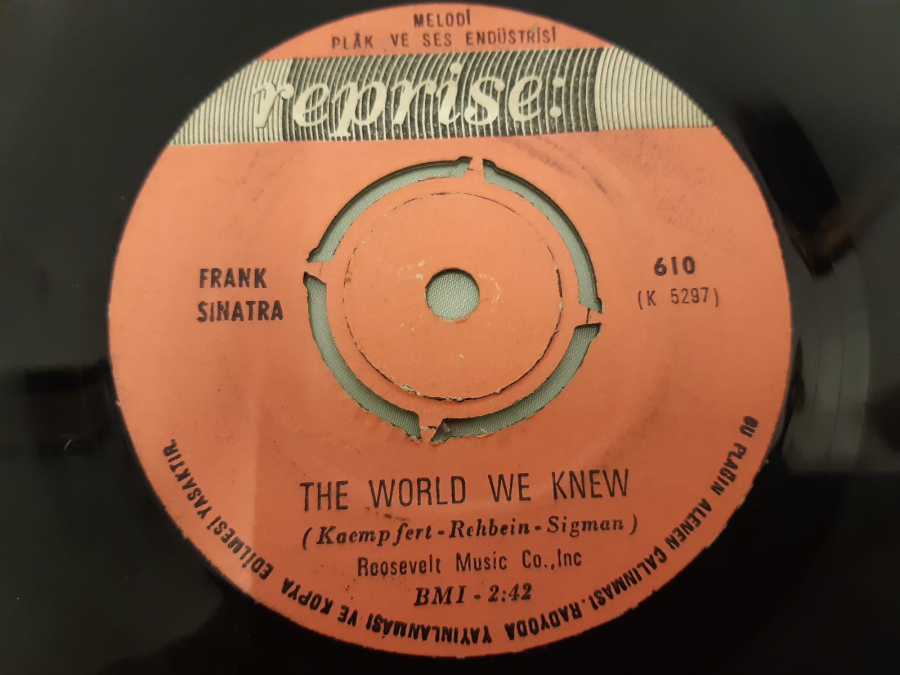 MELODİ
PLÂK VE SES ENDÜSTRİSİ
reprise:
FRANK
SINATRA
610
(K 5297)
THE WORLD WE KNEW
(Kaempfert - Rehbein - Sigman)
Roosevelt Music Co.,Inc
BMI - 2:42
BU PLAĞIN ALENEN ÇALINMASI. RADYODA YAYINLANMASI VE KOPYA EDİLMESİ YASAKTIR.